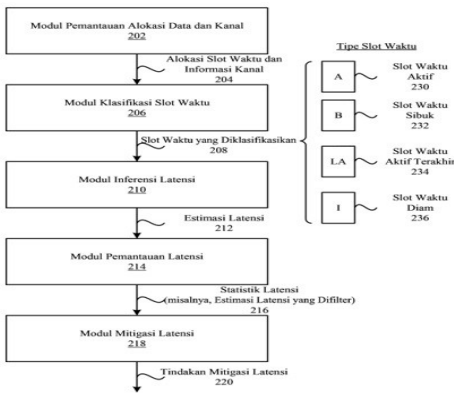 Modul Pemantauan Alokasi Data dan Kanal
202
Alokasi Slot Waktu dan
Informasi Kanal
204
Modul Klasifikasi Slot Waktu
206
Slot Waktu yang Diklasifikasikan
208
Modul Inferensi Latensi
210
Estimasi Latensi
212
Modul Pemantauan Latensi
214
Statistik Latensi
(misalnya, Estimasi Latensi yang Difilter)
216
Modul Mitigasi Latensi
218
Tindakan Mitigasi Latensi
220
Tipe Slot Waktu
A
Slot Waktu
Aktif
230
B
Slot Waktu
Sibuk
232
LA
Slot Waktu
Aktif Terakhir
234
I
Slot Waktu
Diam
236